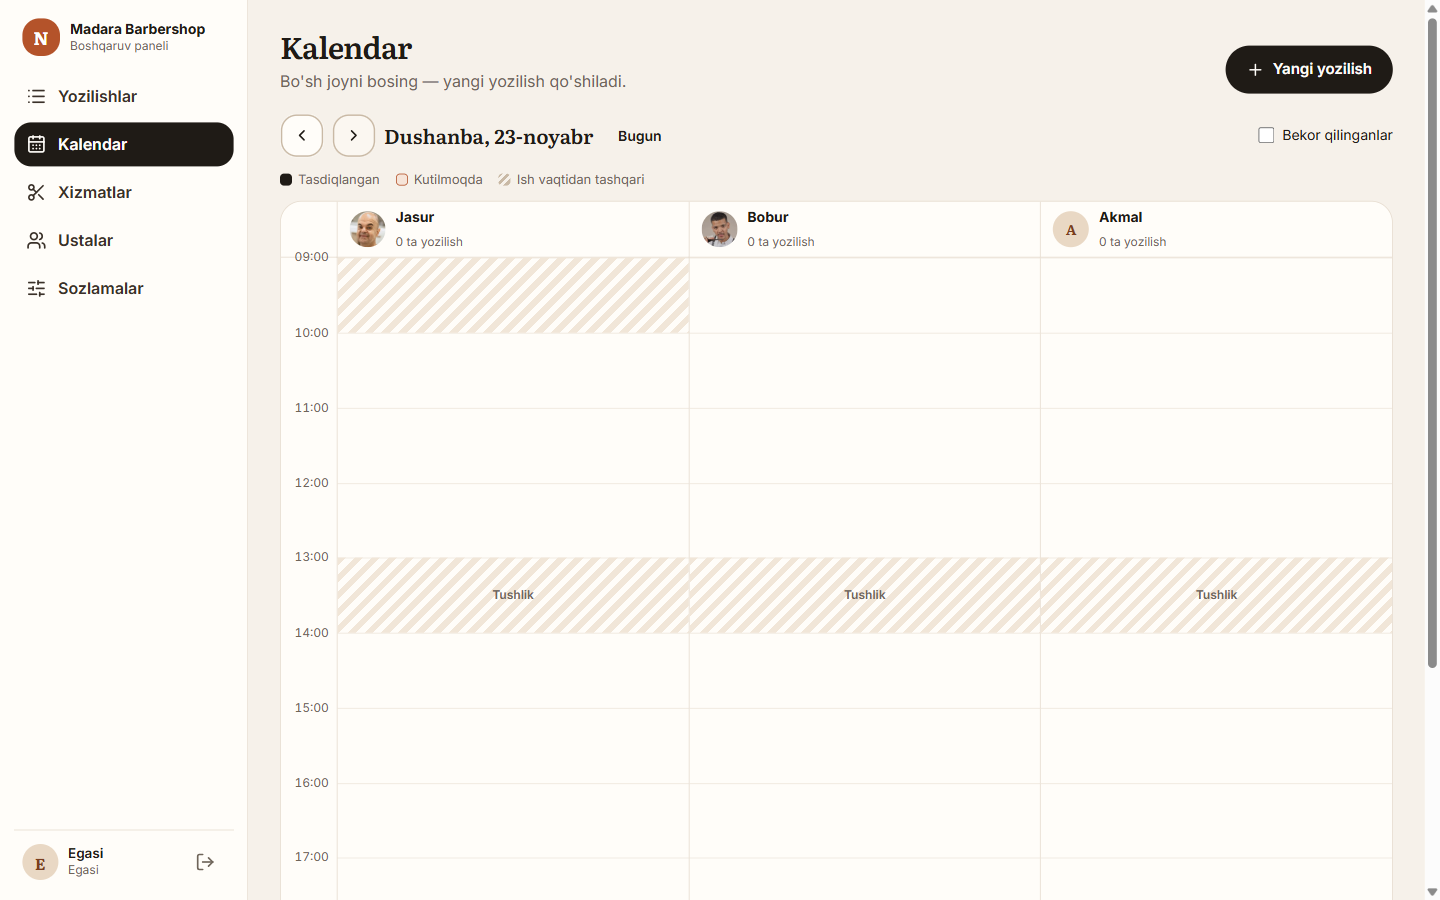 N
Madara Barbershop
Boshqaruv paneli
Yozilishlar
Kalendar
Xizmatlar
Ustalar
Sozlamalar
E
Egasi
Egasi
Kalendar
Bo'sh joyni bosing — yangi yozilish qo'shiladi.
Yangi yozilish
Dushanba, 23-noyabr
Bugun
Bekor qilinganlar
Tasdiqlangan
Kutilmoqda
Ish vaqtidan tashqari
Jasur
0 ta yozilish
Bobur
0 ta yozilish
A
Akmal
0 ta yozilish
09:00
10:00
11:00
12:00
13:00
Tushlik
Tushlik
Tushlik
14:00
15:00
16:00
17:00